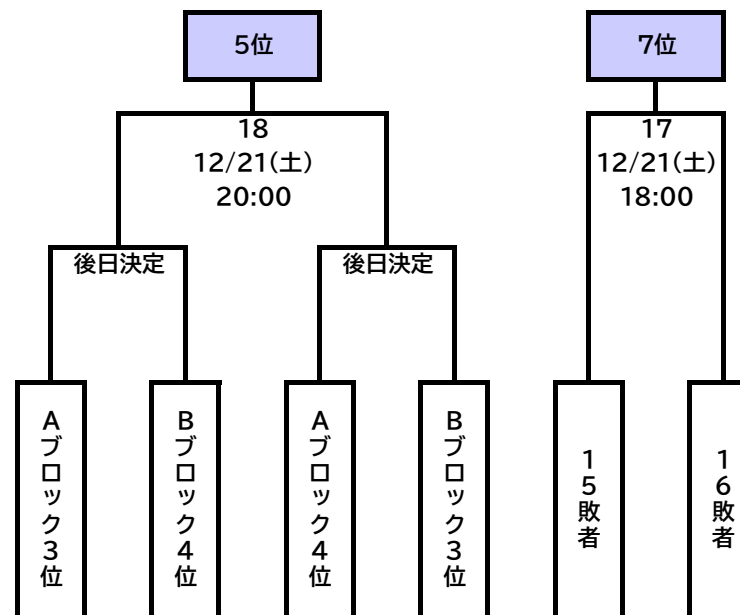 5位
7位
18
12/21(土)
20:00
17
12/21(土)
18:00
後日決定
後日決定
Aブロック3位
Bブロック4位
Aブロック4位
Bブロック3位
15敗者
16敗者